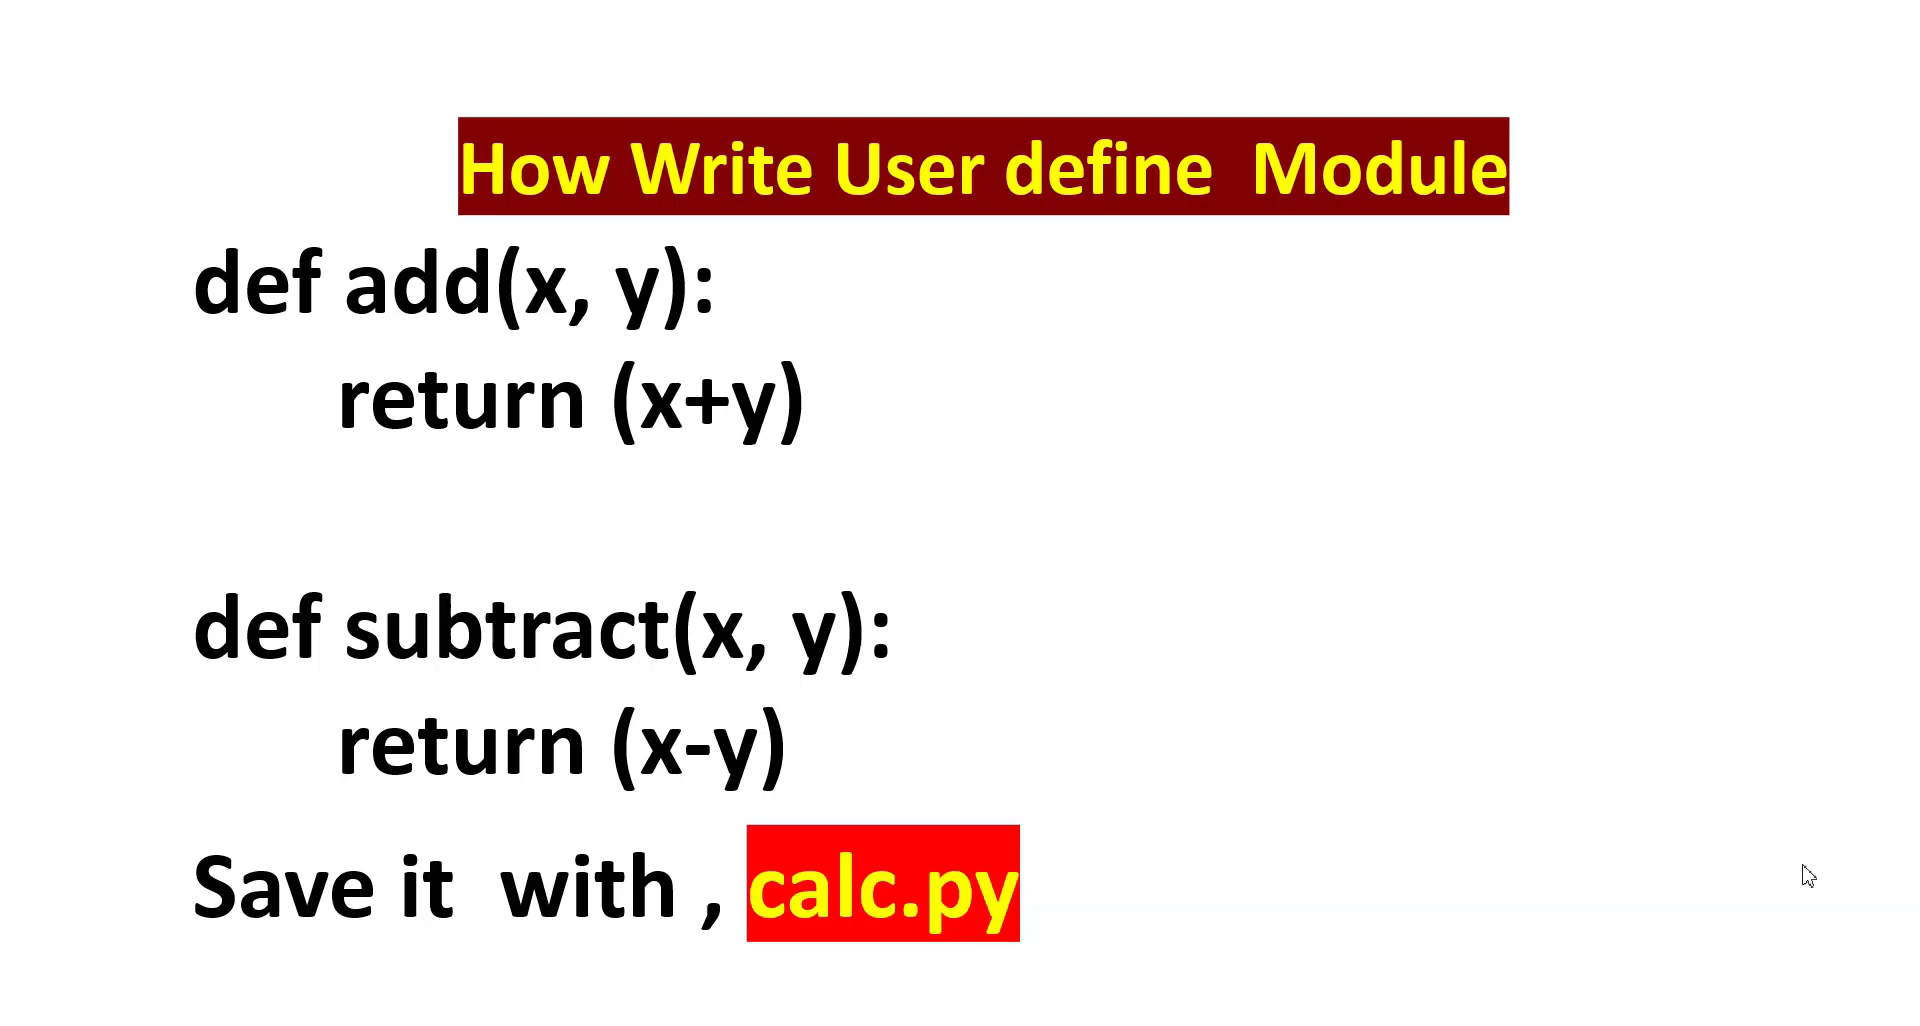 How Write User define  Module
def add(x, y):
return (x+y)
def subtract(x, y):
return (x-y)
Save it  with , calc.py